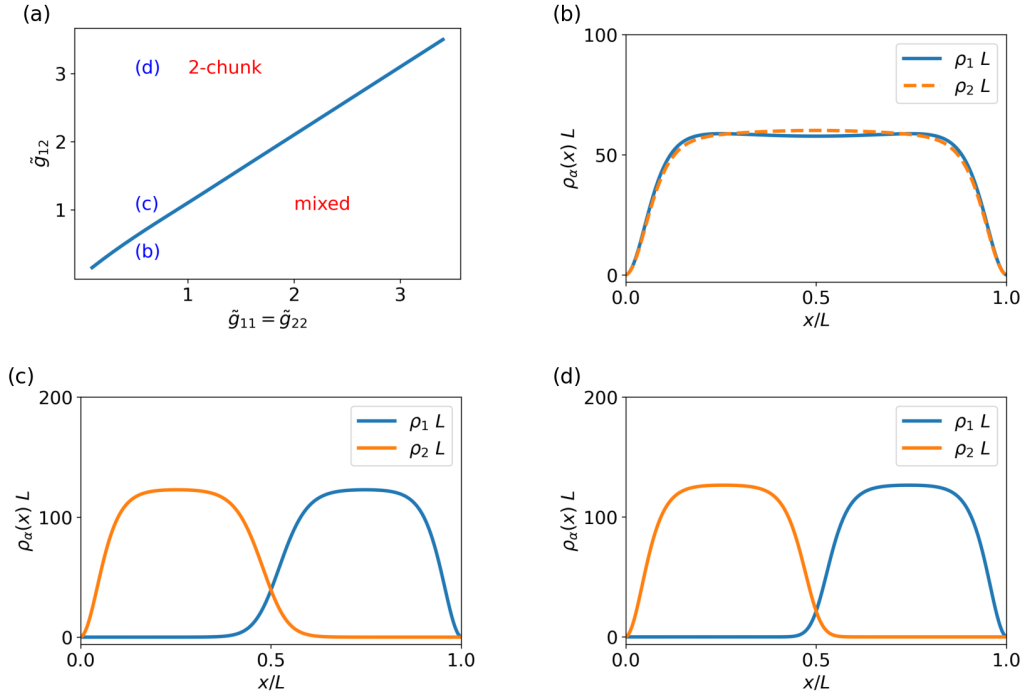 (a)
3
2
1
g̃₁₂
(d)
2-chunk
(c)
mixed
(b)
1 2 3
g̃₁₁ = g̃₂₂
(b)
100
50
0
ρα(x) L
ρ₁ L
ρ₂ L
0.0 0.5 1.0
x/L
(c)
200
100
0
ρα(x) L
ρ₁ L
ρ₂ L
0.0 0.5 1.0
x/L
(d)
200
100
0
ρα(x) L
ρ₁ L
ρ₂ L
0.0 0.5 1.0
x/L